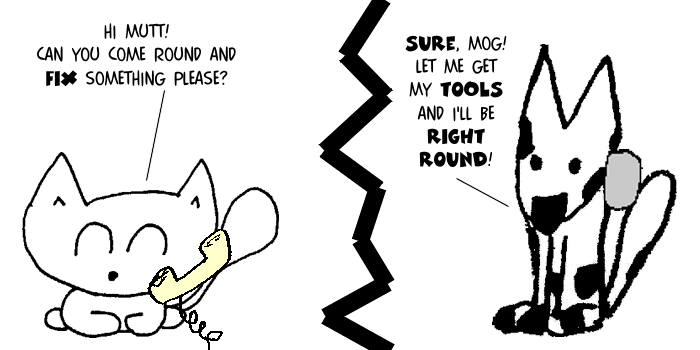 HI MUTT!
CAN YOU COME ROUND AND
FIX SOMETHING PLEASE?
SURE, MOG!
LET ME GET
MY TOOLS
AND I'LL BE
RIGHT
ROUND!